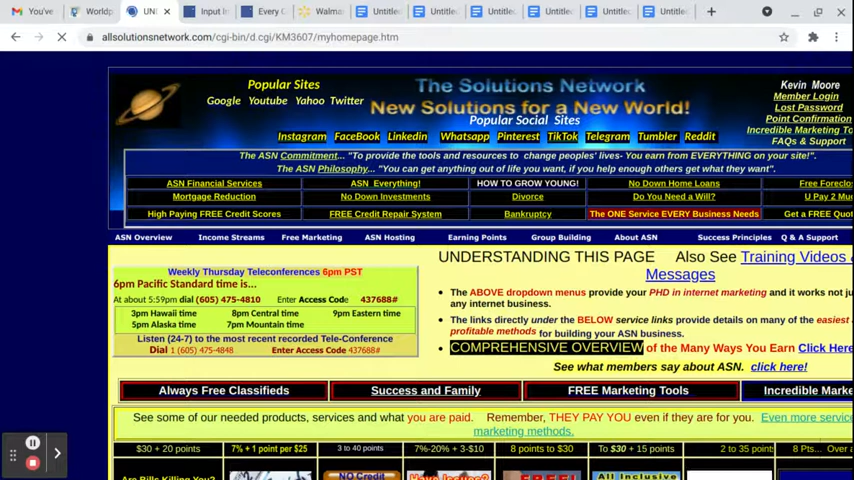 You've
Worldp
UN
Input In
Every C
Walma
Untitle
Untitle
Untitle
Untitle
Untitle
Untitle
allsolutionsnetwork.com/cgi-bin/d.cgi/KM3607/myhomepage.htm
Popular Sites
Google Youtube Yahoo Twitter
The Solutions Network
New Solutions for a New World!
Popular Social Sites
Kevin Moore
Member Login
Lost Password
Point Confirmation
Incredible Marketing To
FAQs & Support
Instagram FaceBook Linkedin Whatsapp Pinterest TikTok Telegram Tumbler Reddit
The ASN Commitment... "To provide the tools and resources to change peoples' lives- You earn from EVERYTHING on your site!".
The ASN Philosophy... "You can get anything out of life you want, if you help enough others get what they want".
ASN Financial Services ASN Everything! HOW TO GROW YOUNG! No Down Home Loans Free Foreclo
Mortgage Reduction No Down Investments Divorce Do You Need a Will? U Pay 2 Mu
High Paying FREE Credit Scores FREE Credit Repair System Bankruptcy The ONE Service EVERY Business Needs Get a FREE Quot
ASN Overview Income Streams Free Marketing ASN Hosting Earning Points Group Building About ASN Success Principles Q & A Support
Weekly Thursday Teleconferences 6pm PST
6pm Pacific Standard time is...
At about 5:59pm dial (605) 475-4810 Enter Access Code 437688#
3pm Hawaii time 8pm Central time 9pm Eastern time
5pm Alaska time 7pm Mountain time
Listen (24-7) to the most recent recorded Tele-Conference
Dial 1 (605) 475-4848 Enter Access Code 437688#
UNDERSTANDING THIS PAGE Also See Training Videos &
Messages
The ABOVE dropdown menus provide your PHD in internet marketing and it works not ju
any internet business.
The links directly under the BELOW service links provide details on many of the easiest
profitable methods for building your ASN business.
COMPREHENSIVE OVERVIEW of the Many Ways You Earn Click Here
See what members say about ASN. click here!
Always Free Classifieds Success and Family FREE Marketing Tools Incredible Marke
See some of our needed products, services and what you are paid. Remember, THEY PAY YOU even if they are for you. Even more service
marketing methods.
$30 + 20 points 7% + 1 point per $25 3 to 40 points 7%-20% + 3-$10 8 points to $30 To $30 + 15 points 2 to 35 points 8 Pts... Over
Are Bills Killing You? NO Credit Have Issues? FREE! All Inclusive